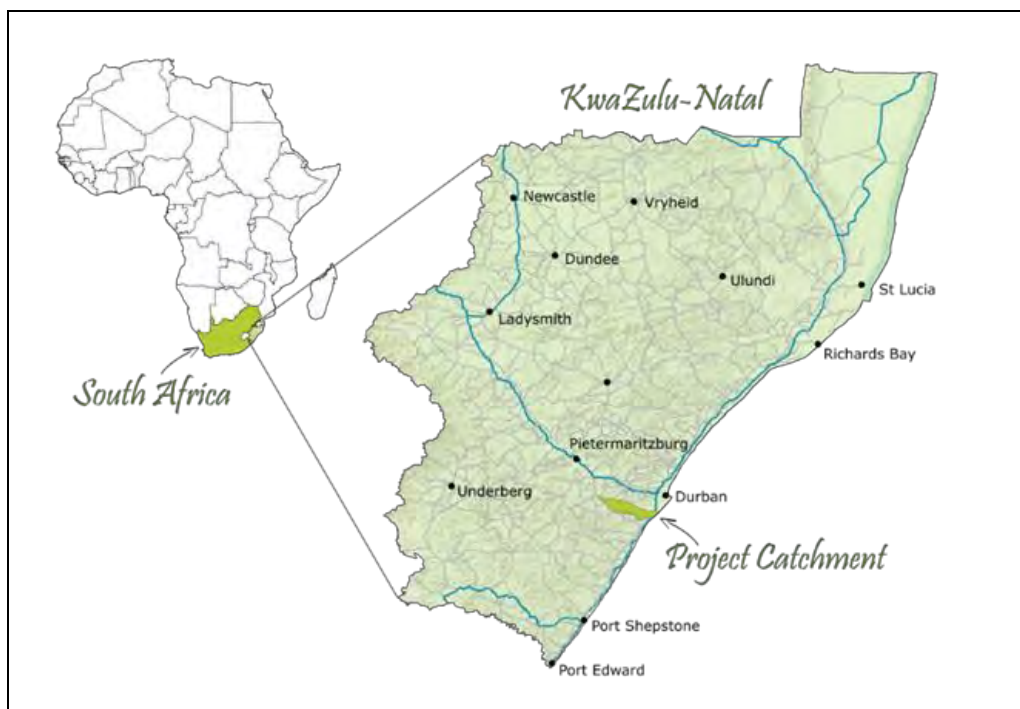 KwaZulu-Natal
Newcastle
Vryheid
Dundee
Ulundi
St Lucia
Ladysmith
Richards Bay
South Africa
Pietermaritzburg
Underberg
Durban
Project Catchment
Port Shepstone
Port Edward